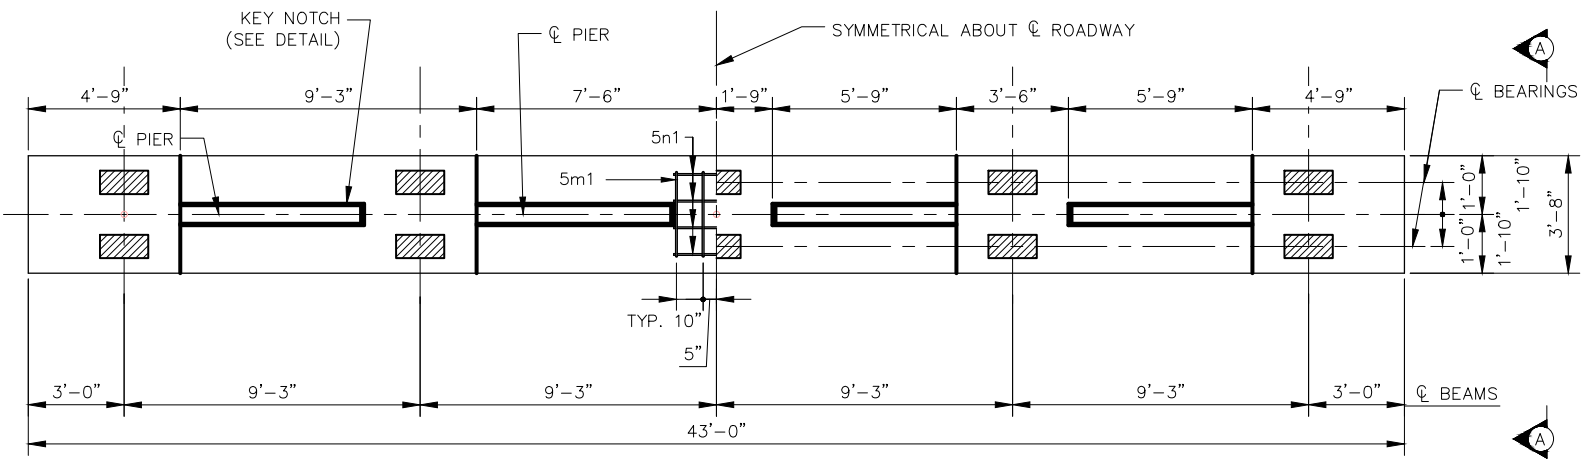 KEY NOTCH
(SEE DETAIL)
℄ PIER
SYMMETRICAL ABOUT ℄ ROADWAY
A
4'-9"
9'-3"
7'-6"
1'-9"
5'-9"
3'-6"
5'-9"
4'-9"
℄ BEARINGS
℄ PIER
5n1
5m1
1'-0"
1'-10"
3'-8"
1'-0"
1'-10"
TYP. 10"
5"
3'-0"
9'-3"
9'-3"
9'-3"
9'-3"
3'-0"
℄ BEAMS
43'-0"
A